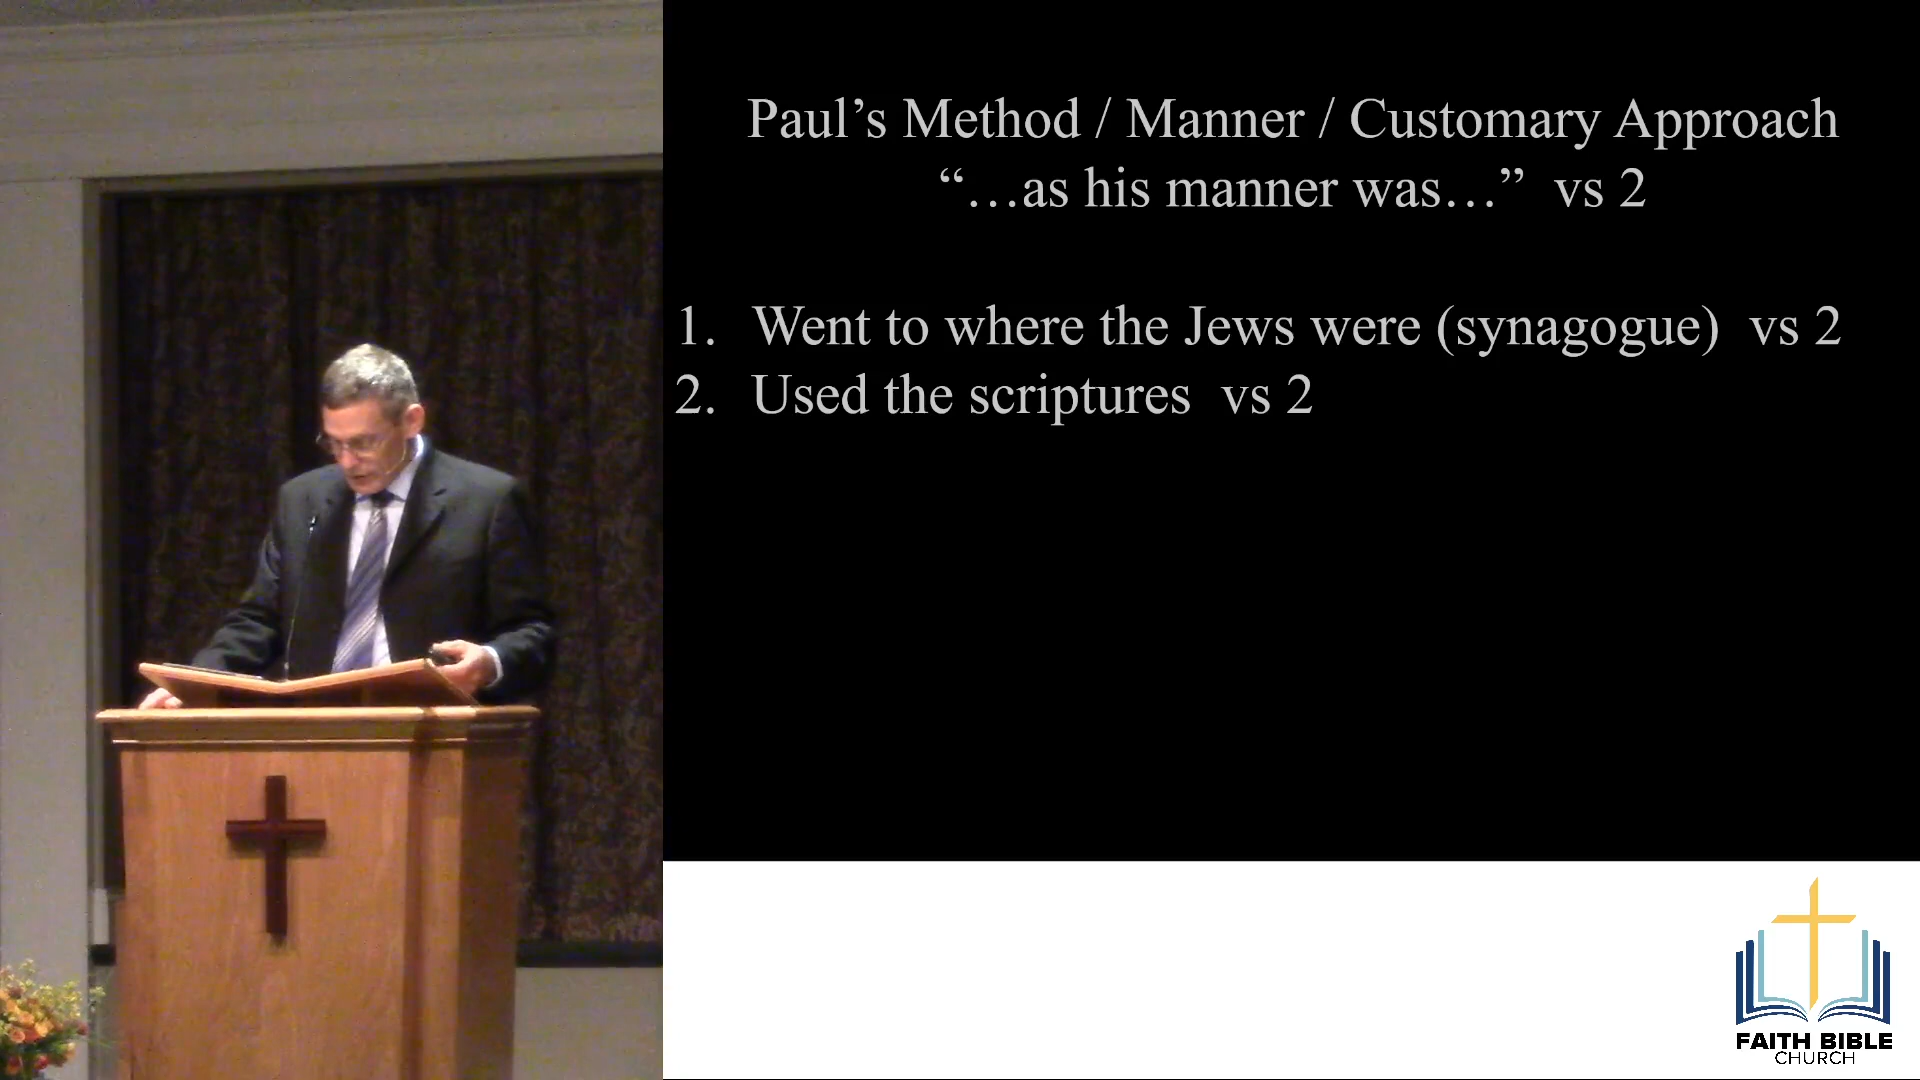 Paul’s Method / Manner / Customary Approach
“…as his manner was…” vs 2
1. Went to where the Jews were (synagogue) vs 2
2. Used the scriptures vs 2
FAITH BIBLE
CHURCH